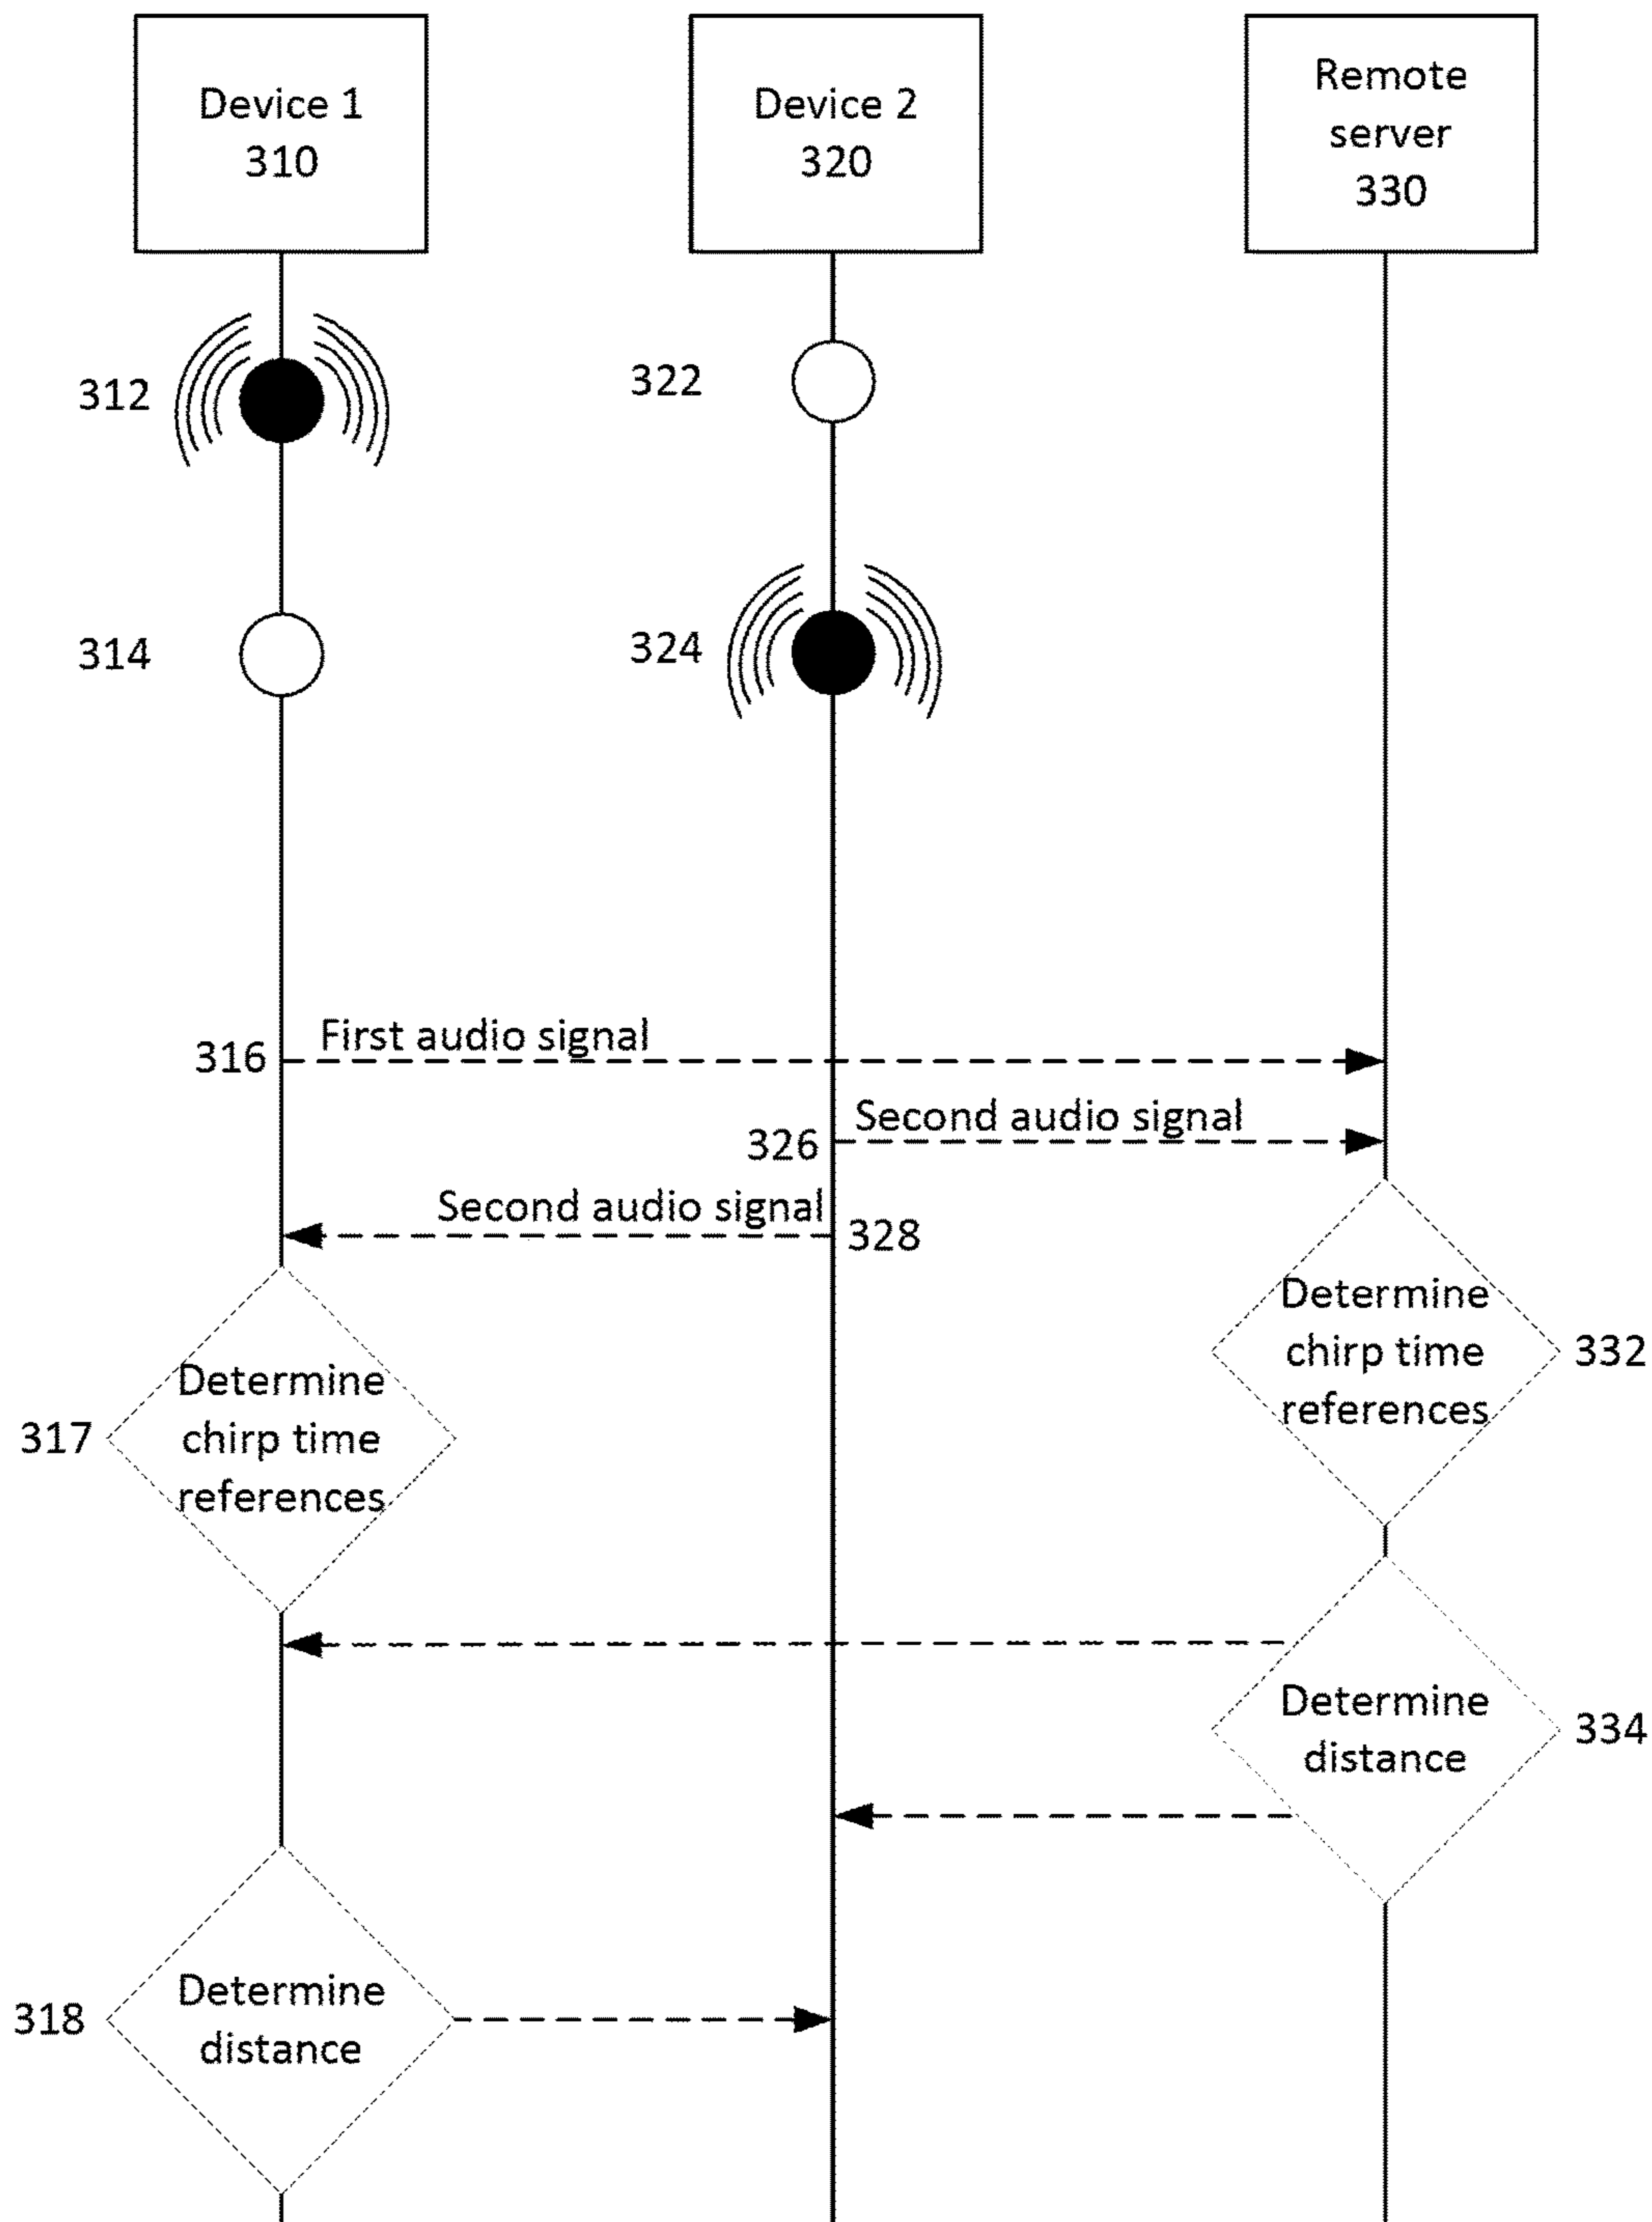 Device 1
310
Device 2
320
Remote
server
330
312
322
314
324
316
First audio signal
326
Second audio signal
Second audio signal
328
Determine
chirp time
references
332
317
Determine
chirp time
references
Determine
distance
334
318
Determine
distance